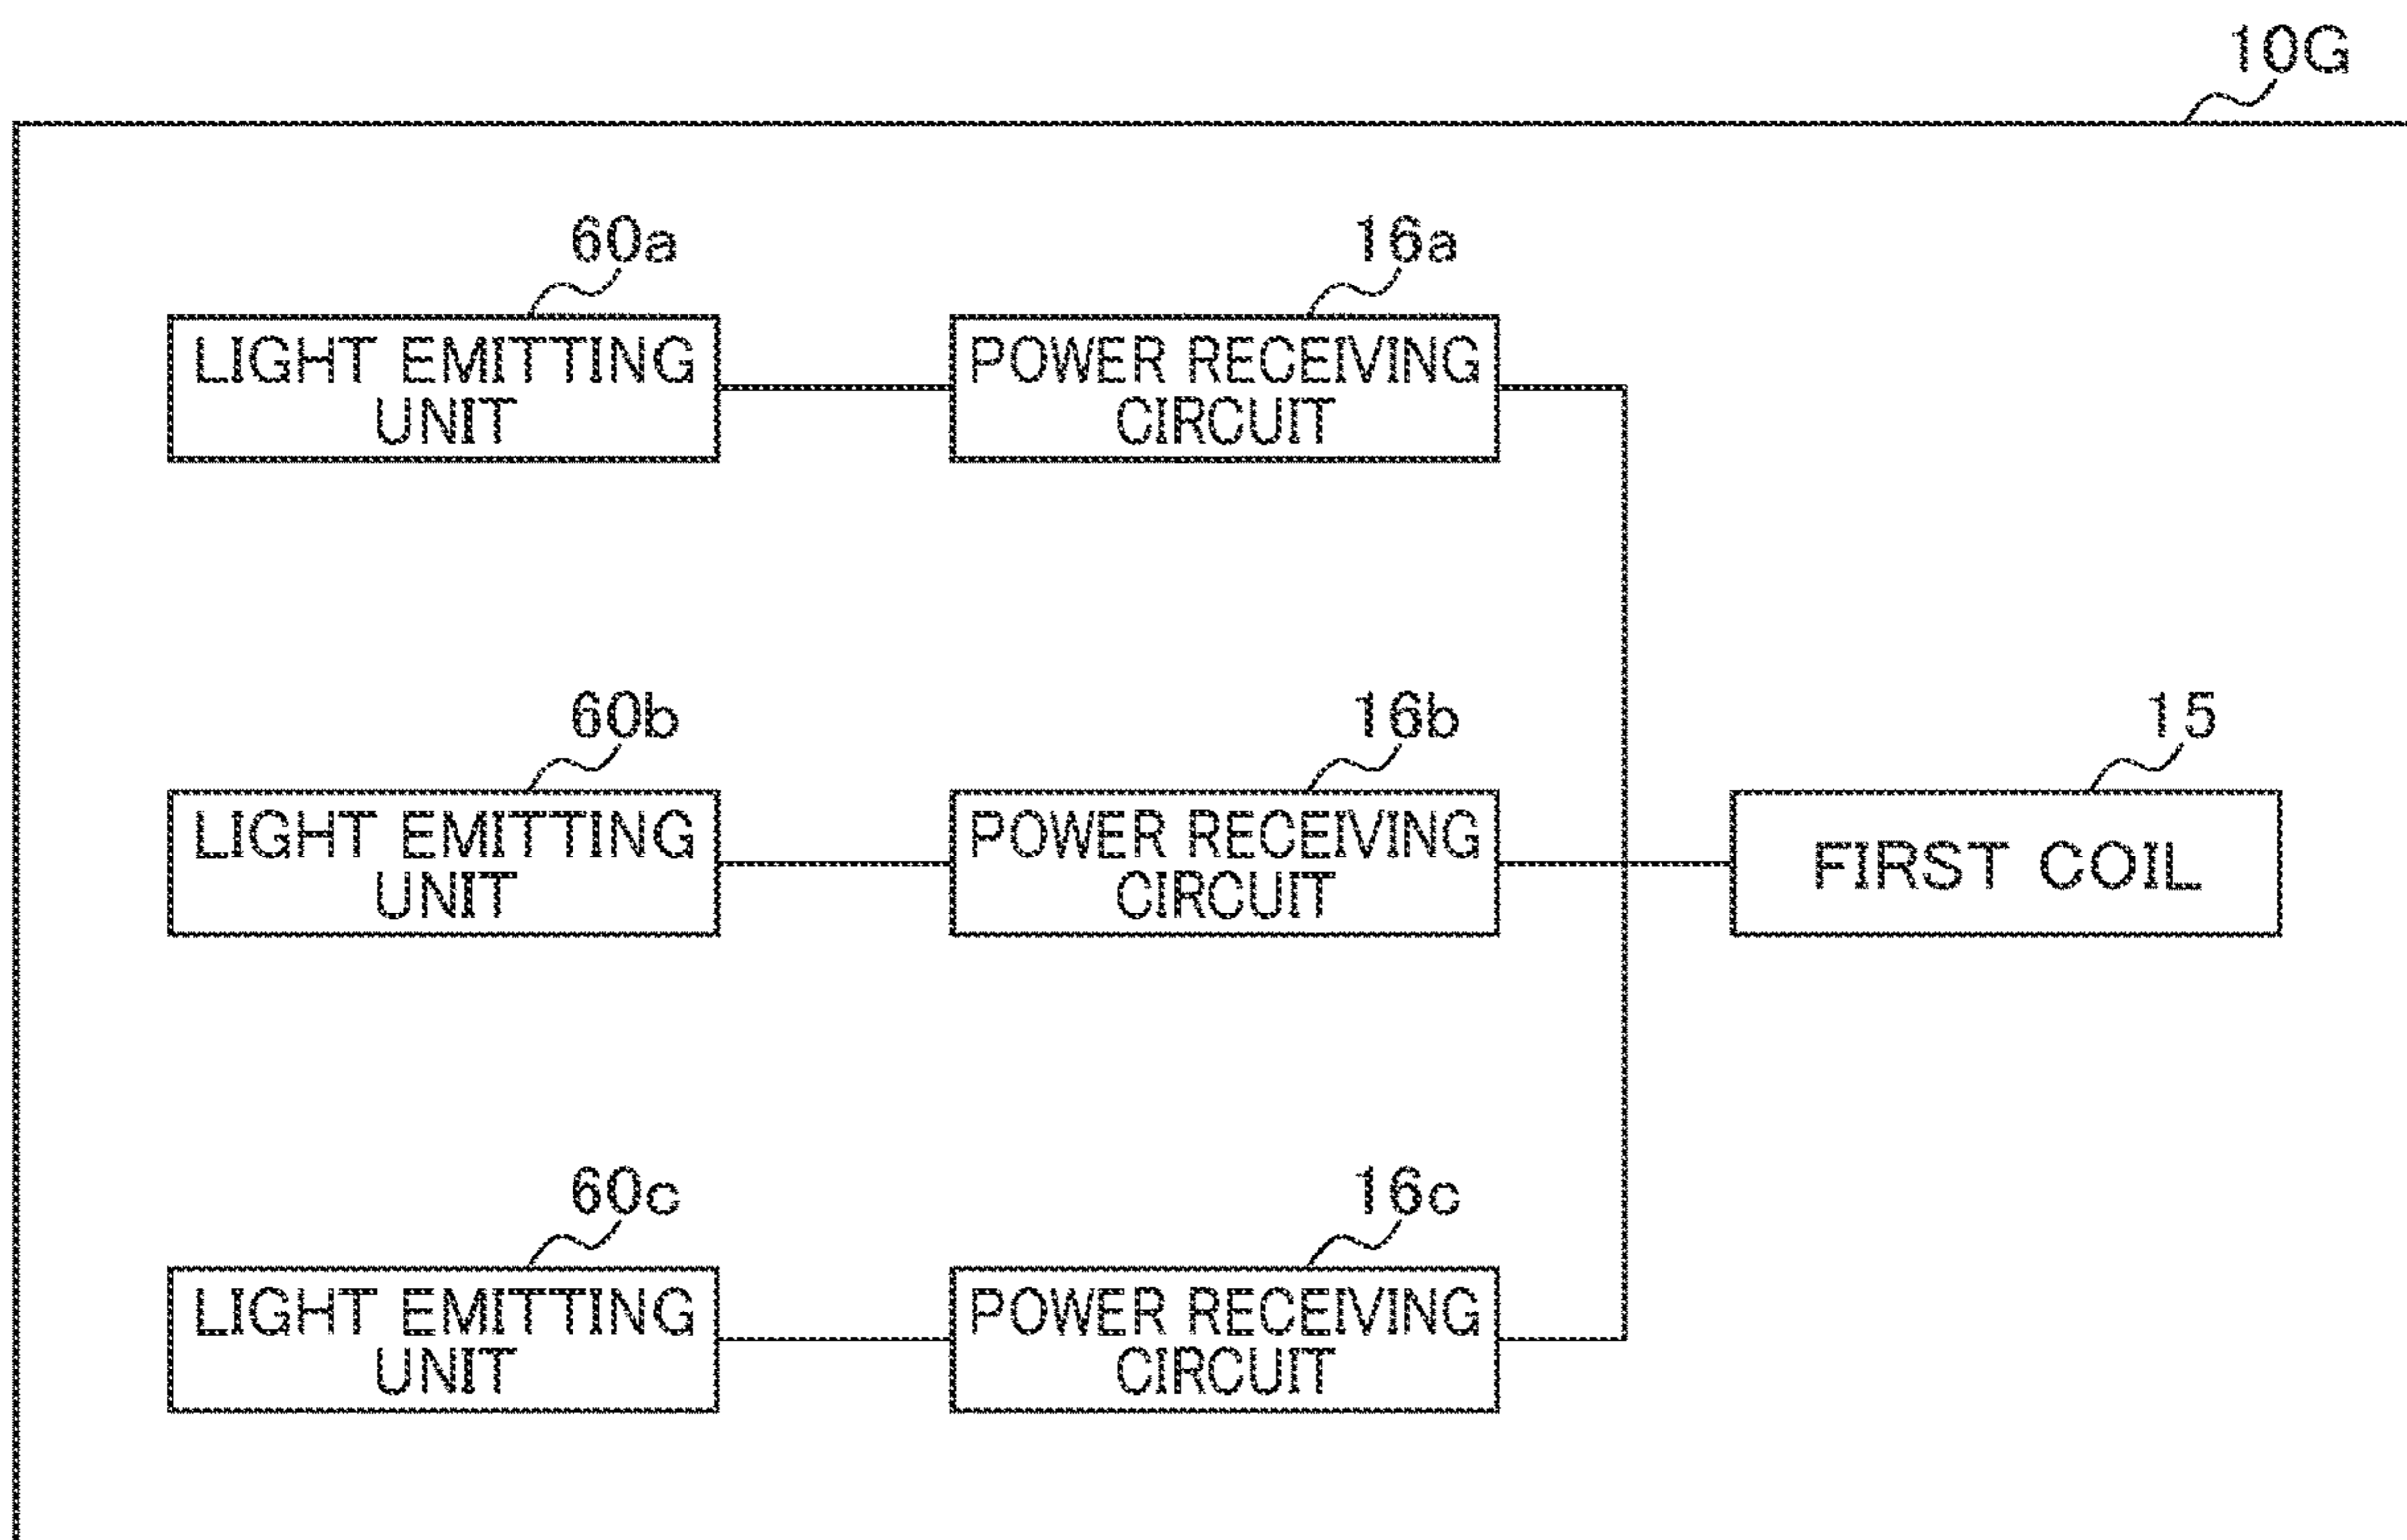 10G
60a
16a
LIGHT EMITTING
UNIT
POWER RECEIVING
CIRCUIT
60b
16b
15
LIGHT EMITTING
UNIT
POWER RECEIVING
CIRCUIT
FIRST COIL
60c
16c
LIGHT EMITTING
UNIT
POWER RECEIVING
CIRCUIT